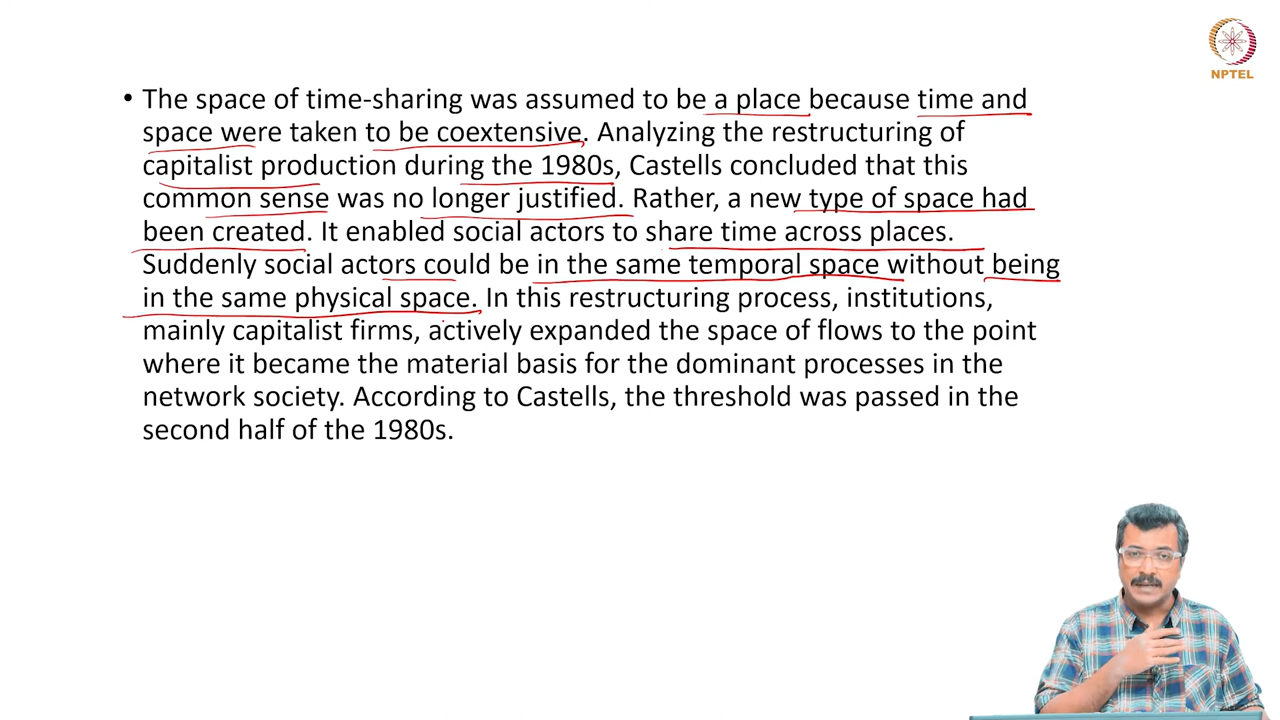 NPTEL
• The space of time-sharing was assumed to be a place because time and
space were taken to be coextensive. Analyzing the restructuring of
capitalist production during the 1980s, Castells concluded that this
common sense was no longer justified. Rather, a new type of space had
been created. It enabled social actors to share time across places.
Suddenly social actors could be in the same temporal space without being
in the same physical space. In this restructuring process, institutions,
mainly capitalist firms, actively expanded the space of flows to the point
where it became the material basis for the dominant processes in the
network society. According to Castells, the threshold was passed in the
second half of the 1980s.